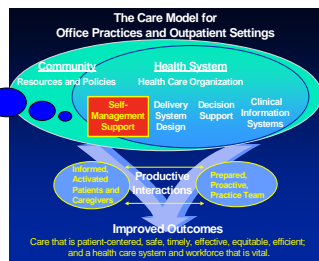 The Care Model for
Office Practices and Outpatient Settings
Community
Resources and Policies
Health System
Health Care Organization
Self-
Management
Support
Delivery
System
Design
Decision
Support
Clinical
Information
Systems
Informed,
Activated
Patients and
Caregivers
Productive
Interactions
Prepared,
Proactive,
Practice Team
Improved Outcomes
Care that is patient-centered, safe, timely, effective, equitable, efficient;
and a health care system and workforce that is vital.